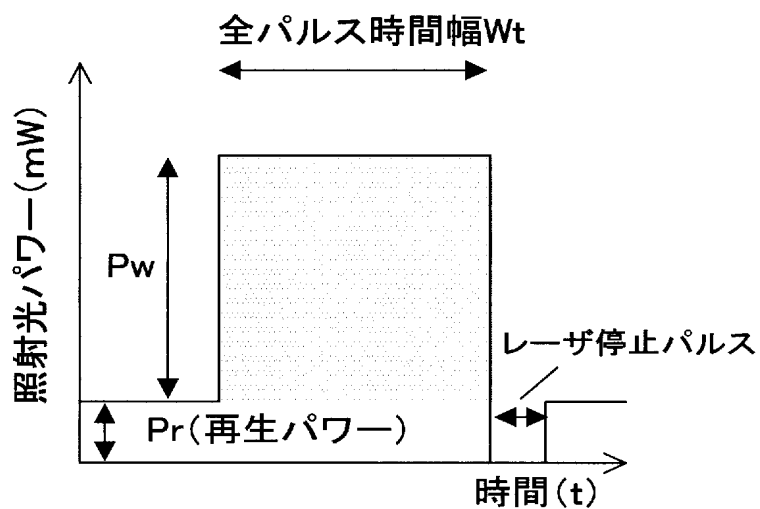 全パルス時間幅Wt
照射光パワー(mW)
Pw
レーザ停止パルス
Pr(再生パワー)
時間(t)